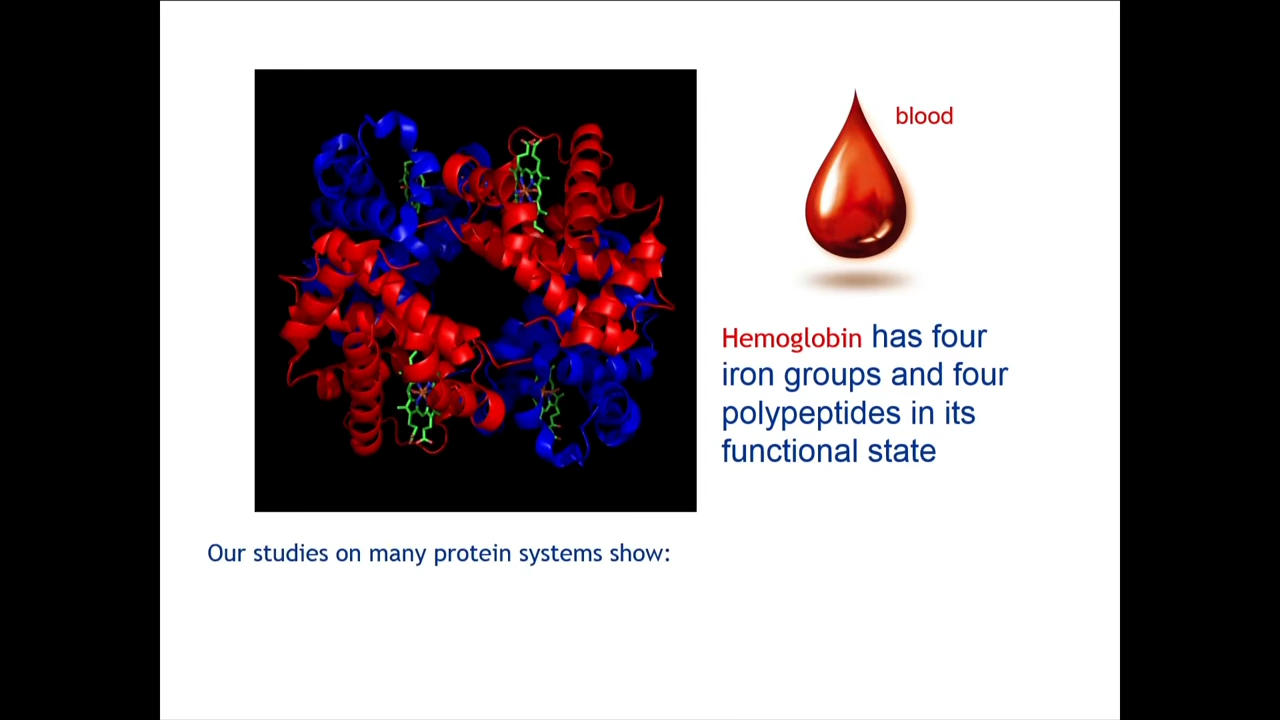 blood
Hemoglobin has four
iron groups and four
polypeptides in its
functional state
Our studies on many protein systems show: